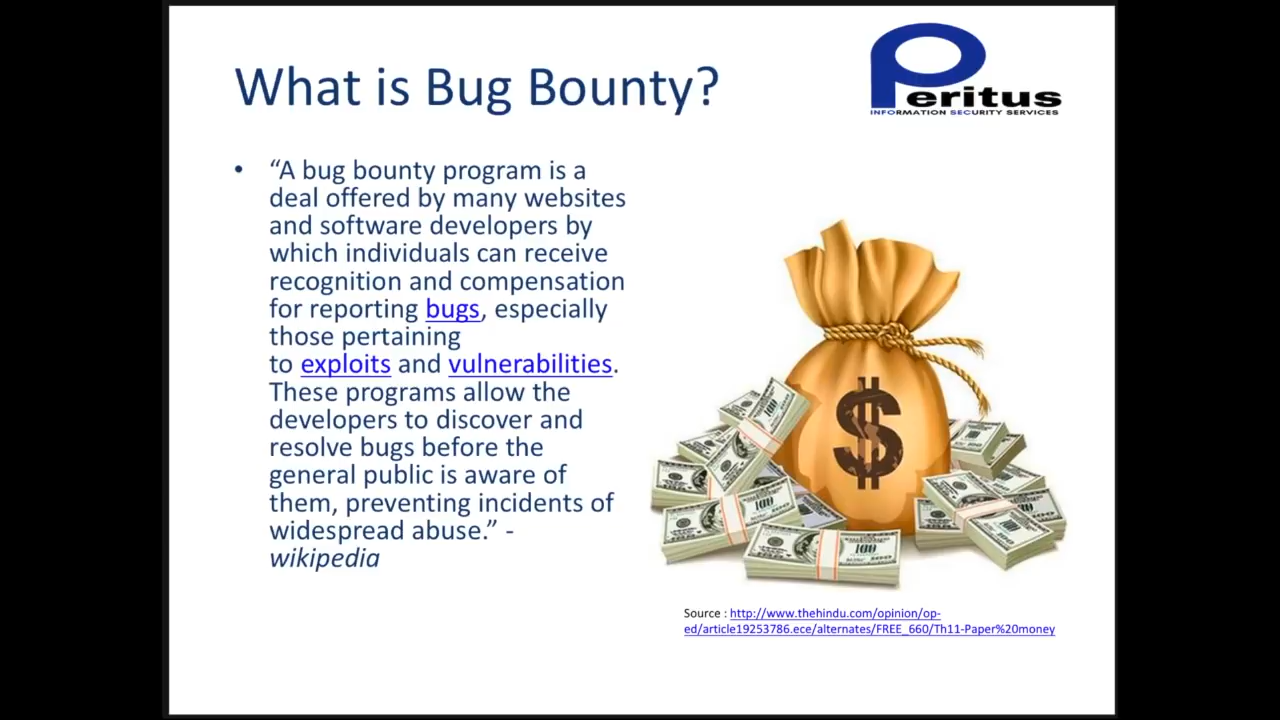 What is Bug Bounty?
Peritus
INFORMATION SECURITY SERVICES
• “A bug bounty program is a
deal offered by many websites
and software developers by
which individuals can receive
recognition and compensation
for reporting bugs, especially
those pertaining
to exploits and vulnerabilities.
These programs allow the
developers to discover and
resolve bugs before the
general public is aware of
them, preventing incidents of
widespread abuse.” -
wikipedia
$
100
100
100
Source : http://www.thehindu.com/opinion/op-
ed/article19253786.ece/alternates/FREE_660/Th11-Paper%20money